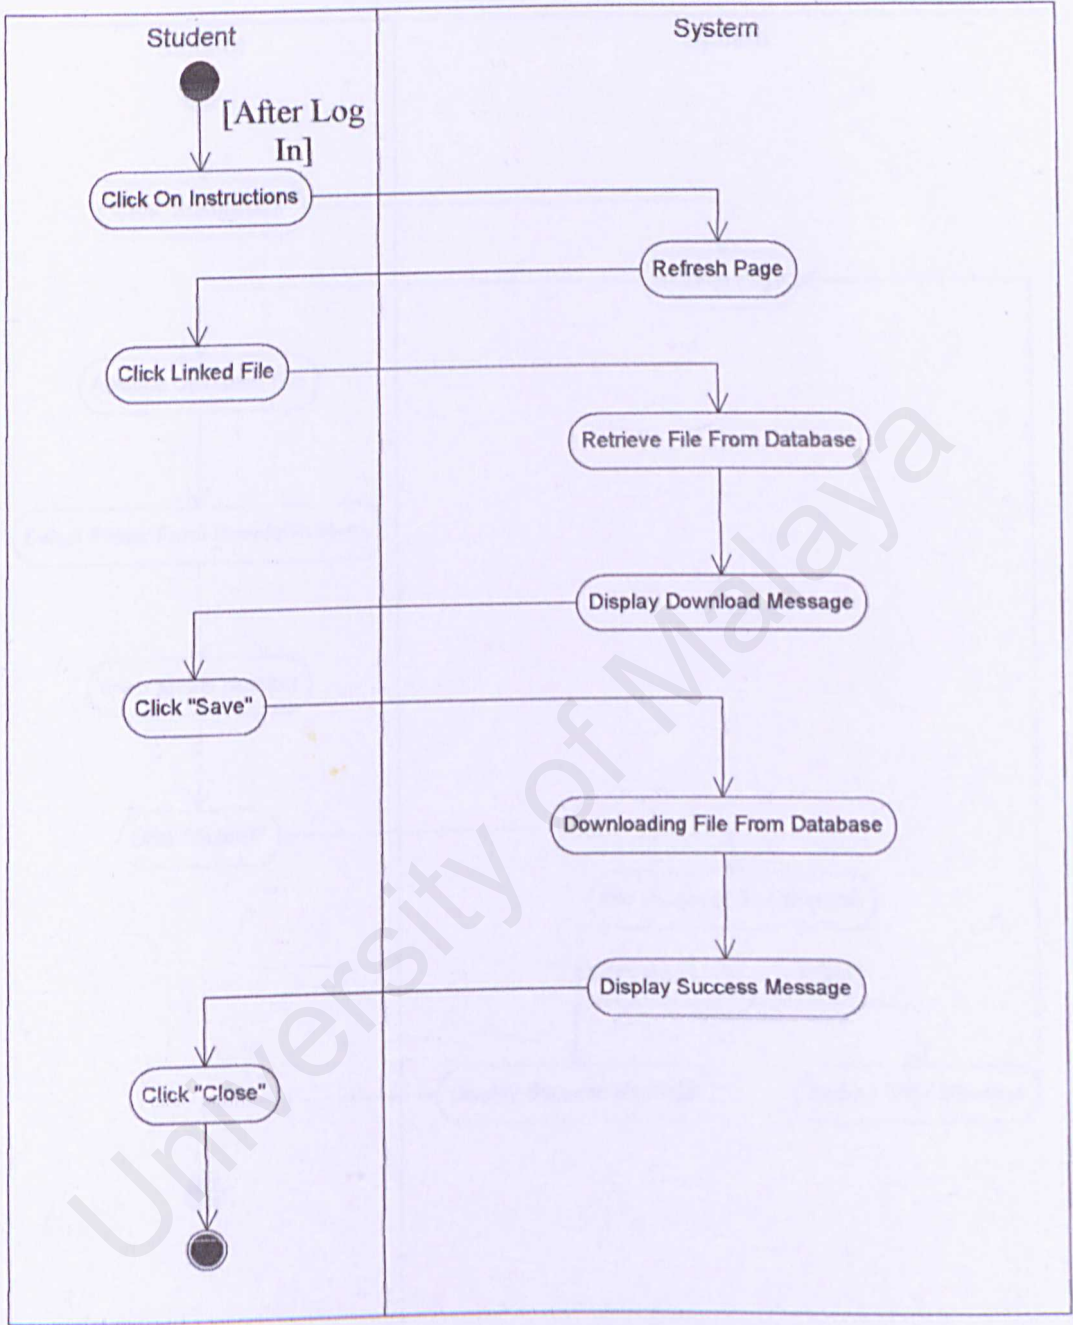 Student
System
[After Log
In]
Click On Instructions
Refresh Page
Click Linked File
Retrieve File From Database
Display Download Message
Click "Save"
Downloading File From Database
Display Success Message
Click "Close"
University of Malaya